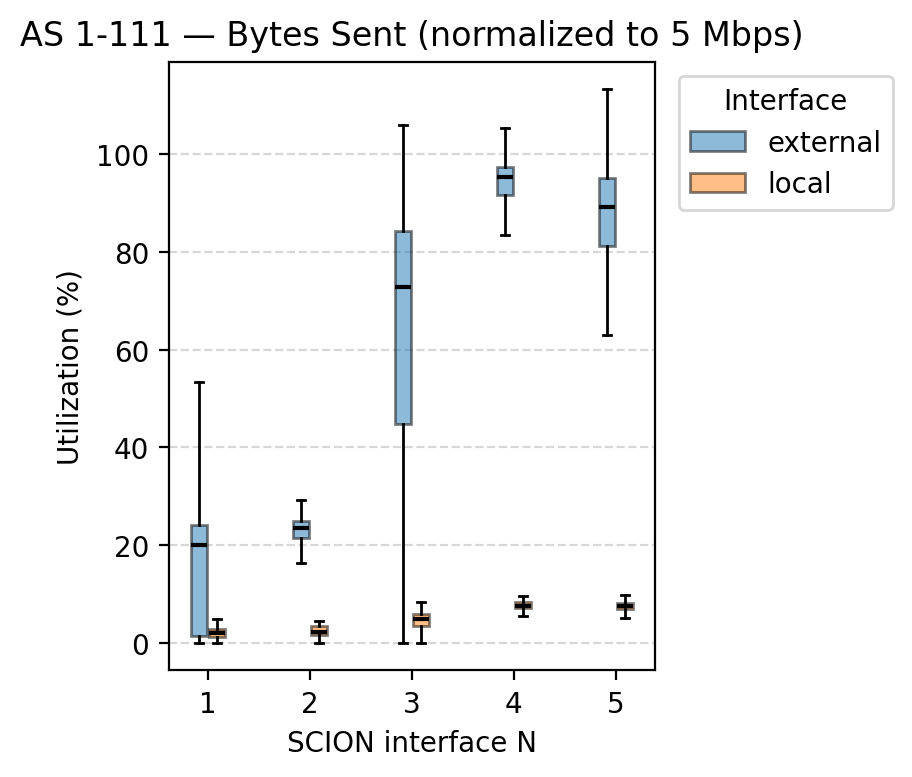 AS 1-111 — Bytes Sent (normalized to 5 Mbps)
Interface
external
local
Utilization (%)
100
80
60
40
20
0
1 2 3 4 5
SCION interface N